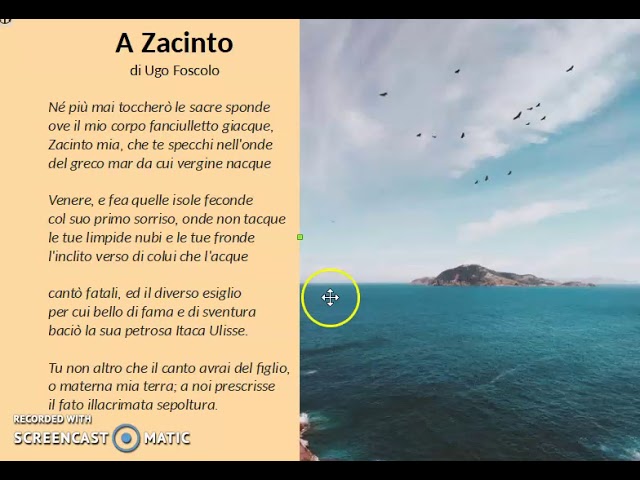 A Zacinto
di Ugo Foscolo
Né più mai toccherò le sacre sponde
ove il mio corpo fanciulletto giacque,
Zacinto mia, che te specchi nell'onde
del greco mar da cui vergine nacque
Venere, e fea quelle isole feconde
col suo primo sorriso, onde non tacque
le tue limpide nubi e le tue fronde
l'inclito verso di colui che l'acque
cantò fatali, ed il diverso esiglio
per cui bello di fama e di sventura
baciò la sua petrosa Itaca Ulisse.
Tu non altro che il canto avrai del figlio,
o materna mia terra; a noi prescrisse
il fato illacrimata sepoltura.
RECORDED WITH
SCREENCAST MATIC